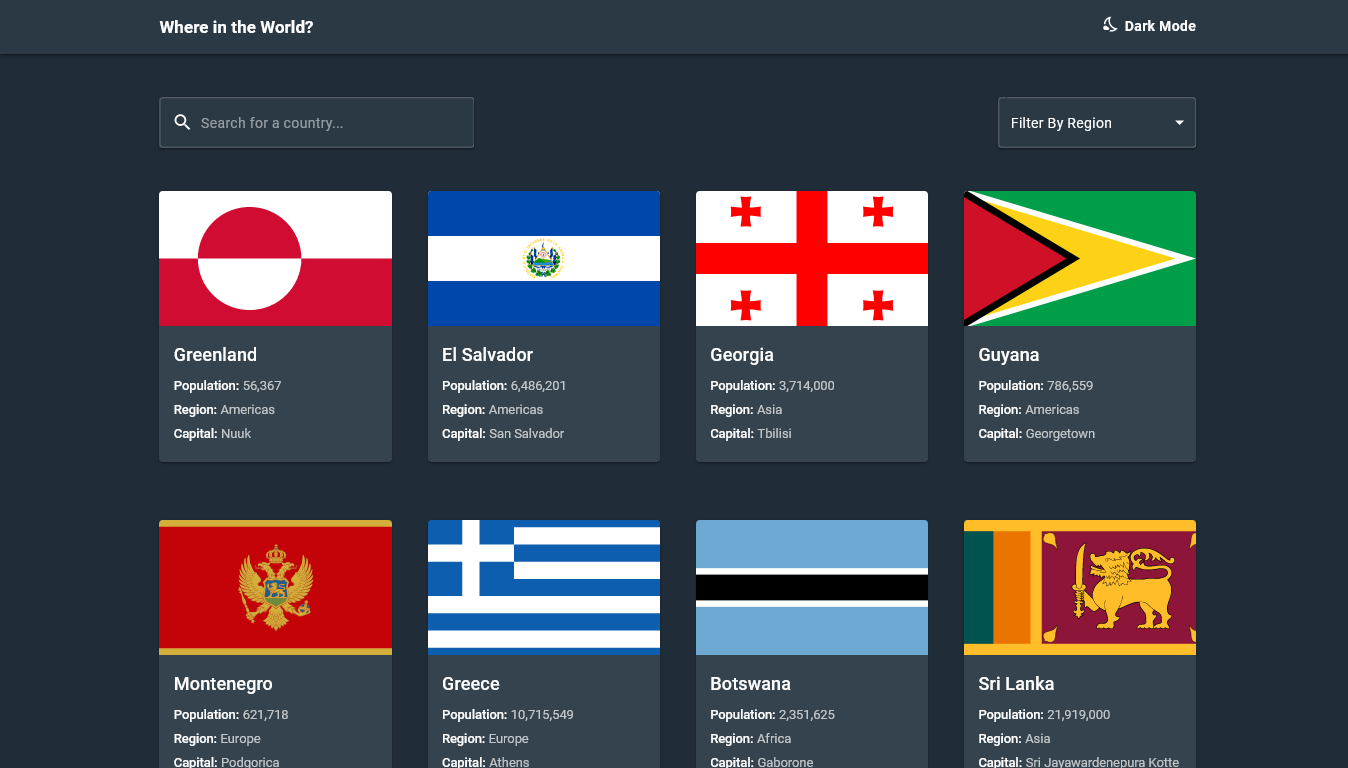 Where in the World?
Dark Mode
Search for a country...
Filter By Region
Greenland
Population: 56,367
Region: Americas
Capital: Nuuk
El Salvador
Population: 6,486,201
Region: Americas
Capital: San Salvador
Georgia
Population: 3,714,000
Region: Asia
Capital: Tbilisi
Guyana
Population: 786,559
Region: Americas
Capital: Georgetown
Montenegro
Population: 621,718
Region: Europe
Capital: Podgorica
Greece
Population: 10,715,549
Region: Europe
Capital: Athens
Botswana
Population: 2,351,625
Region: Africa
Capital: Gaborone
Sri Lanka
Population: 21,919,000
Region: Asia
Capital: Sri Jayawardenepura Kotte